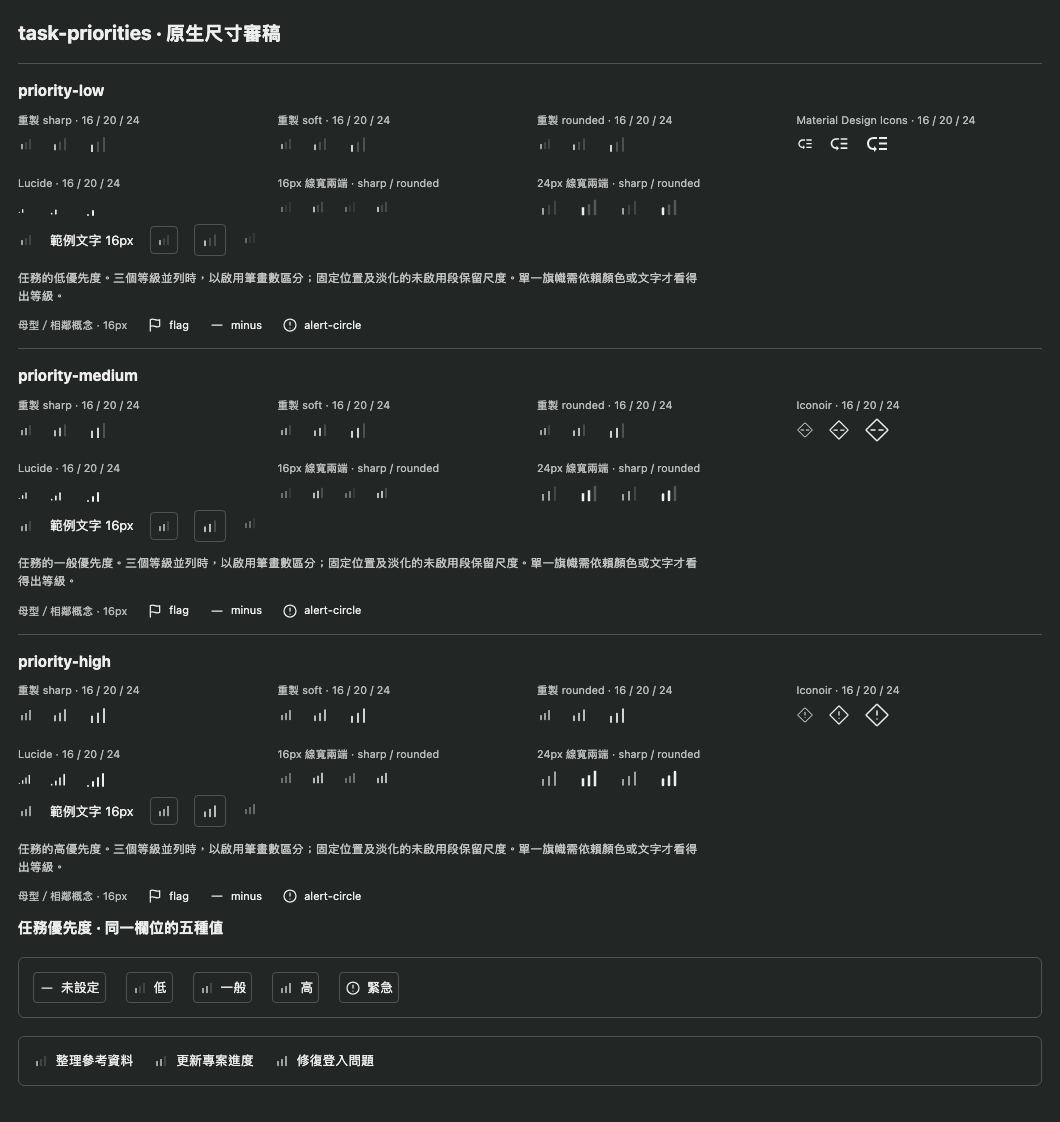 task-priorities · 原生尺寸審稿
priority-low
重製 sharp · 16 / 20 / 24
重製 soft · 16 / 20 / 24
重製 rounded · 16 / 20 / 24
Material Design Icons · 16 / 20 / 24
Lucide · 16 / 20 / 24
16px 線寬兩端 · sharp / rounded
24px 線寬兩端 · sharp / rounded
範例文字 16px
任務的低優先度。三個等級並列時，以啟用筆畫數區分；固定位置及淡化的未啟用段保留尺度。單一旗幟需依賴顏色或文字才看得
出等級。
母型 / 相鄰概念 · 16px flag minus alert-circle
priority-medium
重製 sharp · 16 / 20 / 24
重製 soft · 16 / 20 / 24
重製 rounded · 16 / 20 / 24
Iconoir · 16 / 20 / 24
Lucide · 16 / 20 / 24
16px 線寬兩端 · sharp / rounded
24px 線寬兩端 · sharp / rounded
範例文字 16px
任務的一般優先度。三個等級並列時，以啟用筆畫數區分；固定位置及淡化的未啟用段保留尺度。單一旗幟需依賴顏色或文字才看
得出等級。
母型 / 相鄰概念 · 16px flag minus alert-circle
priority-high
重製 sharp · 16 / 20 / 24
重製 soft · 16 / 20 / 24
重製 rounded · 16 / 20 / 24
Iconoir · 16 / 20 / 24
Lucide · 16 / 20 / 24
16px 線寬兩端 · sharp / rounded
24px 線寬兩端 · sharp / rounded
範例文字 16px
任務的高優先度。三個等級並列時，以啟用筆畫數區分；固定位置及淡化的未啟用段保留尺度。單一旗幟需依賴顏色或文字才看得
出等級。
母型 / 相鄰概念 · 16px flag minus alert-circle
任務優先度 · 同一欄位的五種值
未設定 低 一般 高 緊急
整理參考資料 更新專案進度 修復登入問題